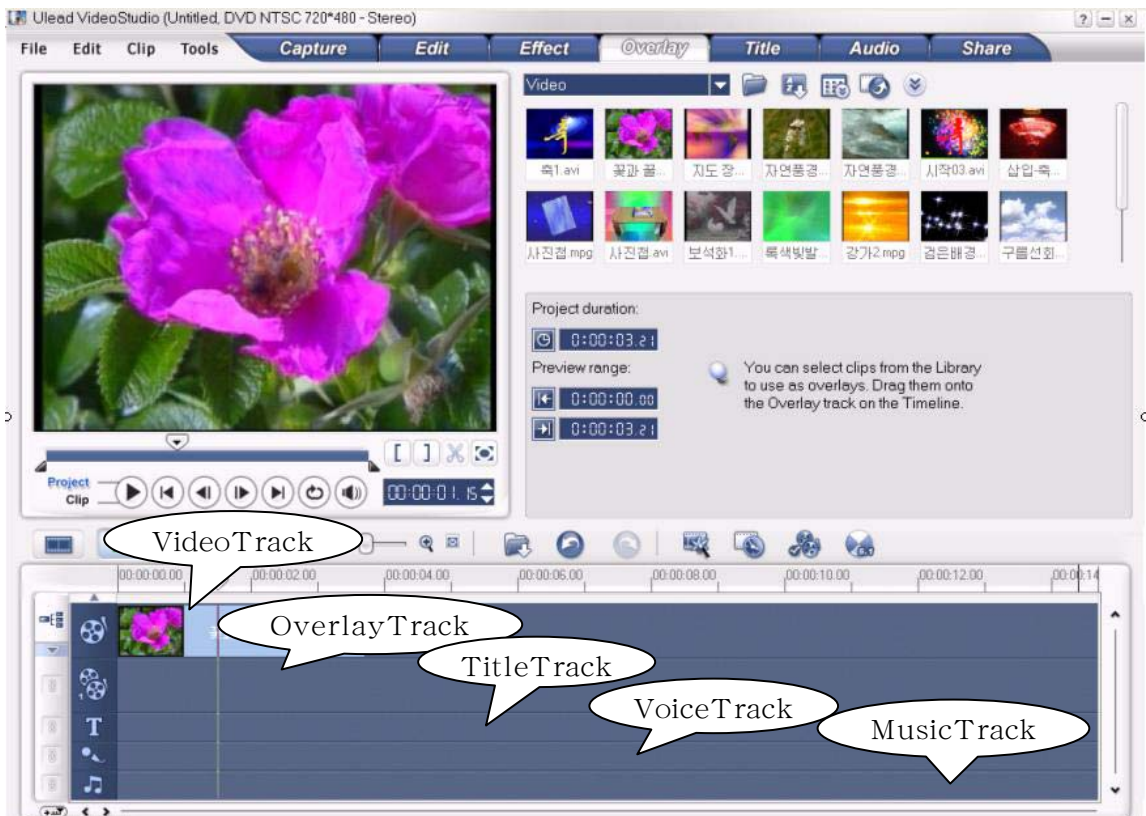 Ulead VideoStudio (Untitled, DVD NTSC 720*480 - Stereo)
File Edit Clip Tools Capture Edit Effect Overlay Title Audio Share
Video
축1.avi 꽃과 꿀... 지도 장... 자연풍경... 자연풍경... 시작03.avi 삽입-축...
사진첩.mpg 사진첩.avi 보석화1... 록색빛발... 강가2.mpg 검은배경... 구름선회...
Project duration:
0:00:03.21
Preview range:
0:00:00.00
0:00:03.21
You can select clips from the Library
to use as overlays. Drag them onto
the Overlay track on the Timeline.
Project
Clip
00:00:01.15
VideoTrack
5.1
00:00:00.00 00:00:02.00 00:00:04.00 00:00:06.00 00:00:08.00 00:00:10.00 00:00:12.00 00:00:14
OverlayTrack
TitleTrack
1
VoiceTrack
T
MusicTrack